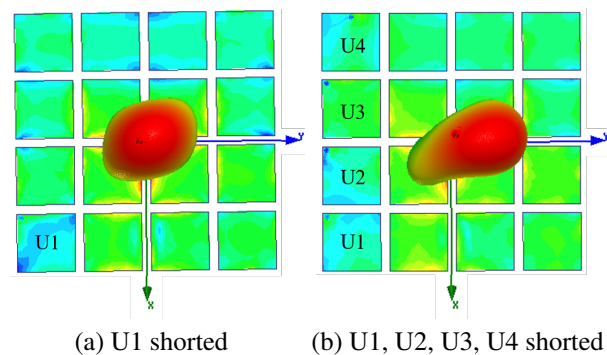 U4
U3
Y
Y
U2
U1
U1
X
X
(a) U1 shorted
(b) U1, U2, U3, U4 shorted